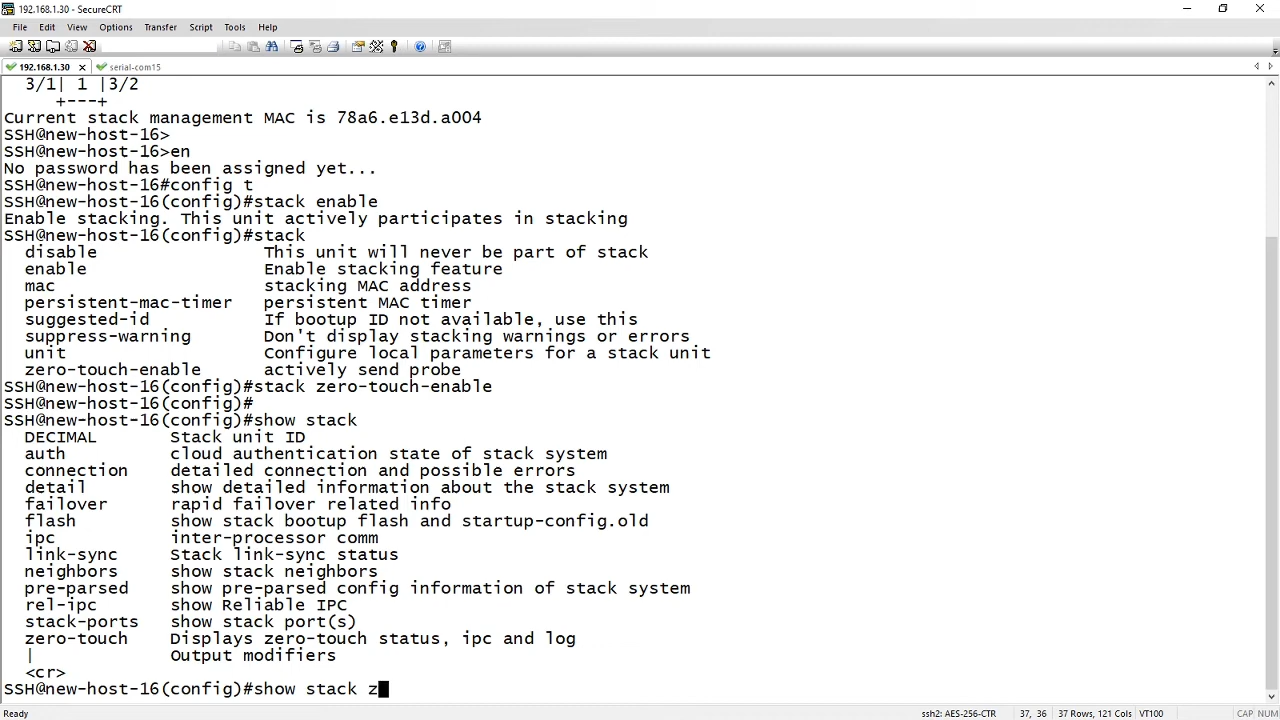 192.168.1.30 - SecureCRT
File Edit View Options Transfer Script Tools Help
192.168.1.30 serial-com15
3/1| 1 |3/2
+---+
Current stack management MAC is 78a6.e13d.a004
SSH@new-host-16>
SSH@new-host-16>en
No password has been assigned yet...
SSH@new-host-16#config t
SSH@new-host-16(config)#stack enable
Enable stacking. This unit actively participates in stacking
SSH@new-host-16(config)#stack
disable This unit will never be part of stack
enable Enable stacking feature
mac stacking MAC address
persistent-mac-timer persistent MAC timer
suggested-id If bootup ID not available, use this
suppress-warning Don't display stacking warnings or errors
unit Configure local parameters for a stack unit
zero-touch-enable actively send probe
SSH@new-host-16(config)#stack zero-touch-enable
SSH@new-host-16(config)#
SSH@new-host-16(config)#show stack
DECIMAL Stack unit ID
auth cloud authentication state of stack system
connection detailed connection and possible errors
detail show detailed information about the stack system
failover rapid failover related info
flash show stack bootup flash and startup-config.old
ipc inter-processor comm
link-sync Stack link-sync status
neighbors show stack neighbors
pre-parsed show pre-parsed config information of stack system
rel-ipc show Reliable IPC
stack-ports show stack port(s)
zero-touch Displays zero-touch status, ipc and log
| Output modifiers
<cr>
SSH@new-host-16(config)#show stack z
Ready ssh2: AES-256-CTR 37, 36 37 Rows, 121 Cols VT100 CAP NUM